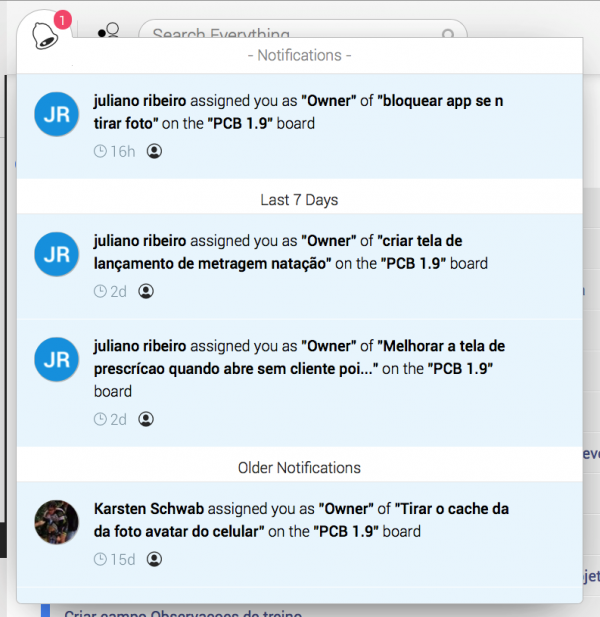 1
Search Everything
- Notifications -
JR
juliano ribeiro assigned you as "Owner" of "bloquear app se n
tirar foto" on the "PCB 1.9" board
16h
Last 7 Days
JR
juliano ribeiro assigned you as "Owner" of "criar tela de
lançamento de metragem natação" on the "PCB 1.9" board
2d
JR
juliano ribeiro assigned you as "Owner" of "Melhorar a tela de
prescrícao quando abre sem cliente poi..." on the "PCB 1.9"
board
2d
Older Notifications
Karsten Schwab assigned you as "Owner" of "Tirar o cache da
da foto avatar do celular" on the "PCB 1.9" board
15d
Criar campo Observacoes de treino